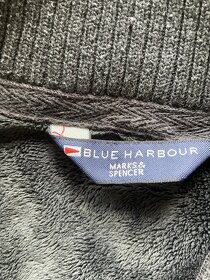 BLUE HARBOUR
MARKS &
SPENCER